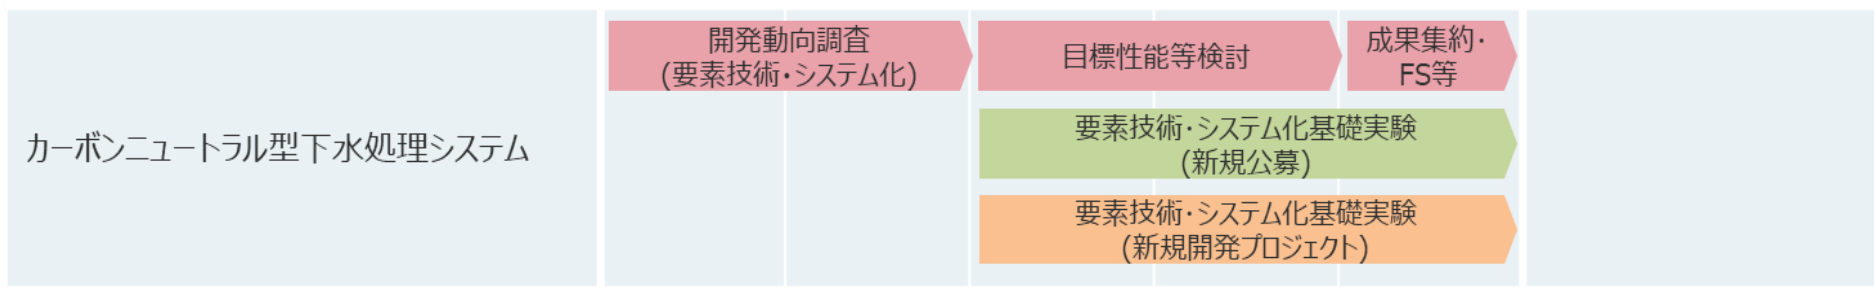 カーボンニュートラル型下水処理システム
開発動向調査
(要素技術・システム化)
目標性能等検討
成果集約・
FS等
要素技術・システム化基礎実験
(新規公募)
要素技術・システム化基礎実験
(新規開発プロジェクト)